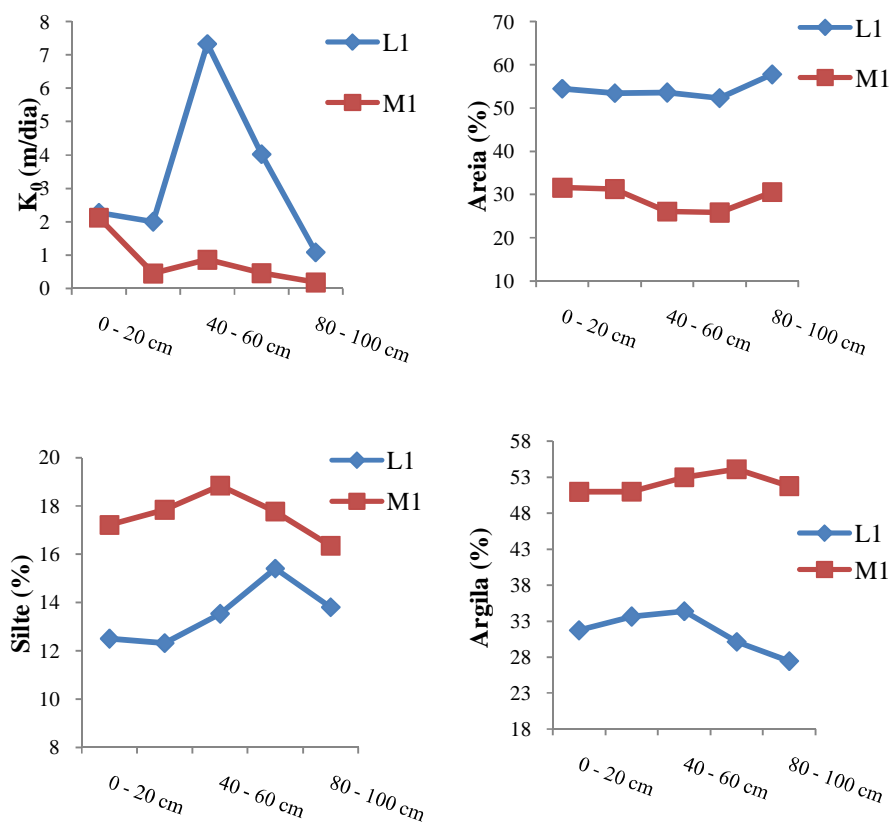 K0 (m/dia)
8
7
6
5
4
3
2
1
0
0 - 20 cm
40 - 60 cm
80 - 100 cm
L1
M1
Areia (%)
70
60
50
40
30
20
10
0 - 20 cm
40 - 60 cm
80 - 100 cm
L1
M1
Silte (%)
20
18
16
14
12
10
8
0 - 20 cm
40 - 60 cm
80 - 100 cm
L1
M1
Argila (%)
58
53
48
43
38
33
28
23
18
0 - 20 cm
40 - 60 cm
80 - 100 cm
L1
M1